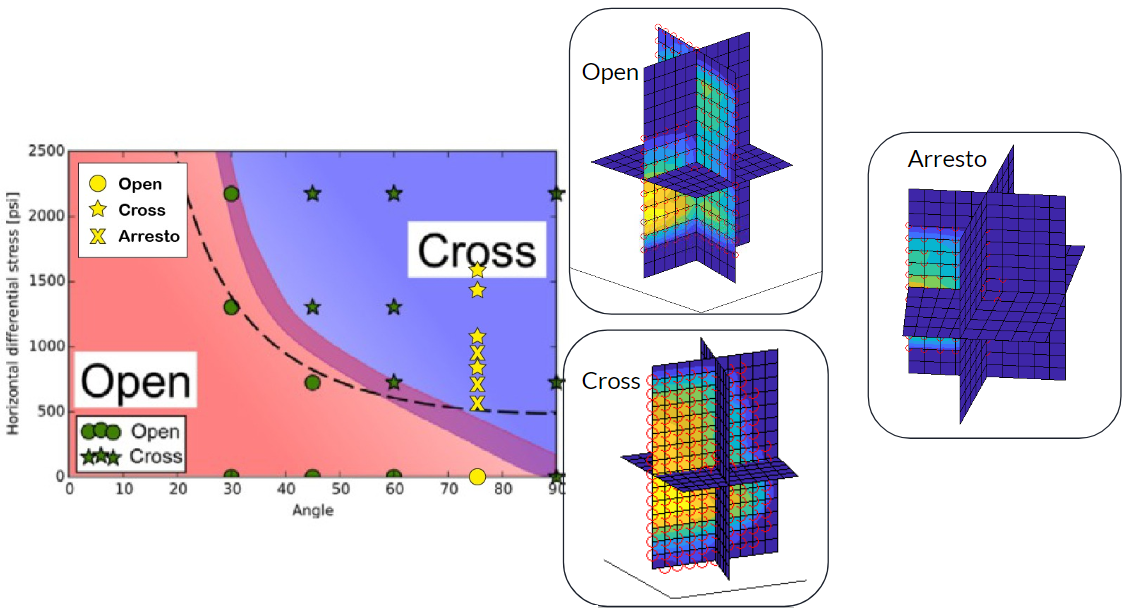 2500
2000
1500
1000
500
0
Horizontal differential stress [psi]
Open
Cross
Arresto
Cross
Open
Open
Cross
0 10 20 30 40 50 60 70 80 90
Angle
Open
Cross
Arresto